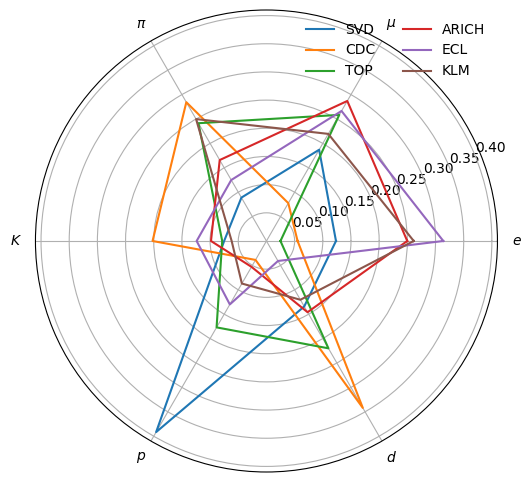 π
μ
SVD
CDC
TOP
ARICH
ECL
KLM
0.40
0.35
0.30
0.25
0.20
0.15
0.10
0.05
K
e
p
d